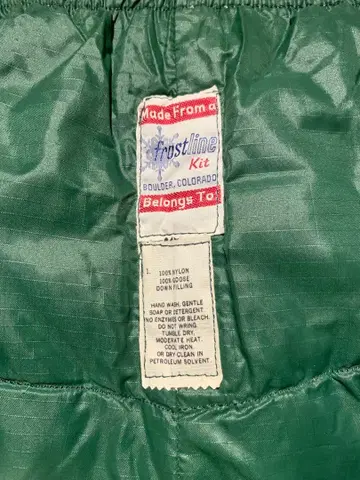 Made From a
frostline
Kit
BOULDER, COLORADO
Belongs To:
100% NYLON
100% GOOSE
DOWN FILLING
HAND WASH, GENTLE
SOAP OR DETERGENT
NO ENZYMES OR BLEACH.
DO NOT WRING.
TUMBLE DRY,
MODERATE HEAT.
COOL IRON.
OR DRY CLEAN IN
PETROLEUM SOLVENT.